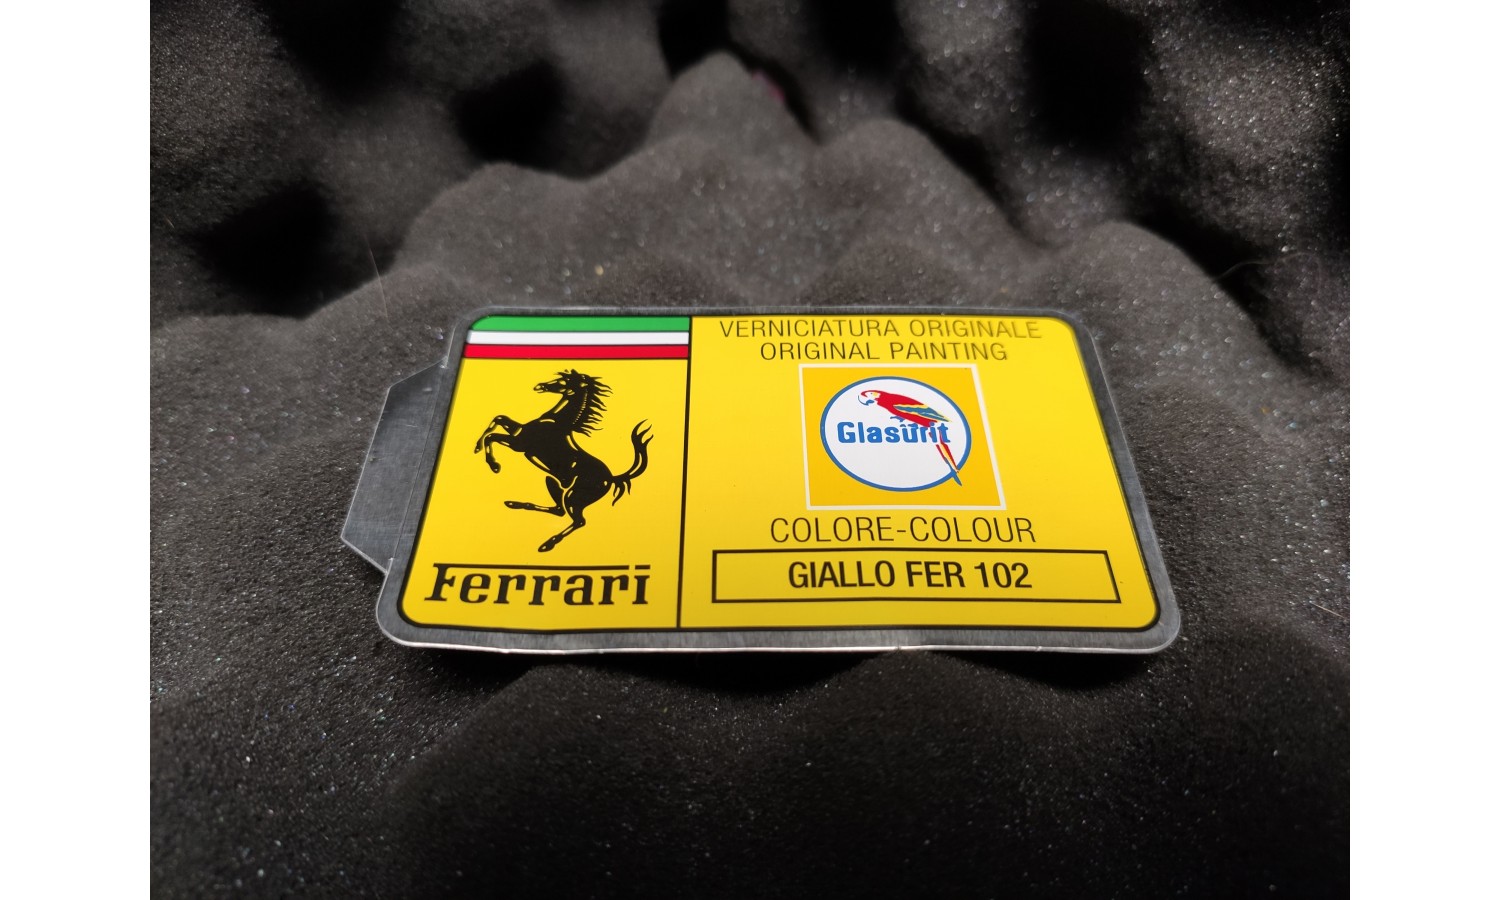 VERNICIATURA ORIGINALE
ORIGINAL PAINTING
Glasurit
COLORE-COLOUR
GIALLO FER 102
Ferrari